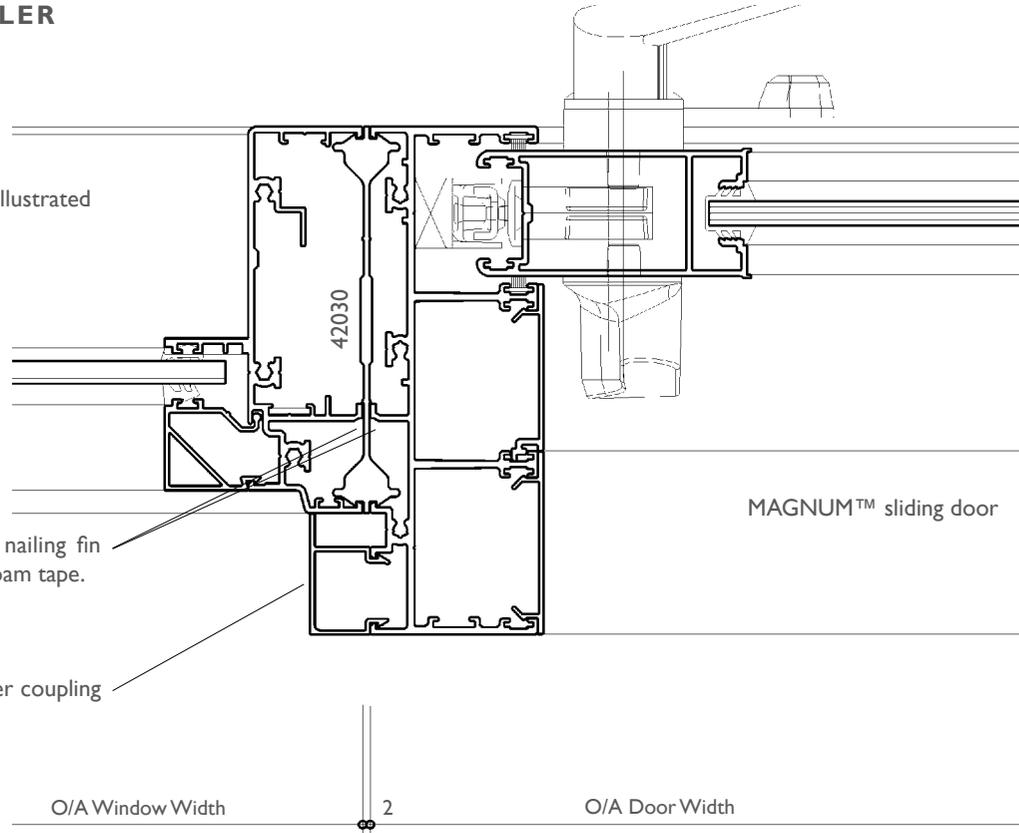 LER
llustrated
42030
MAGNUM™ sliding door
nailing fin
oam tape.
er coupling
O/A Window Width
2
O/A Door Width